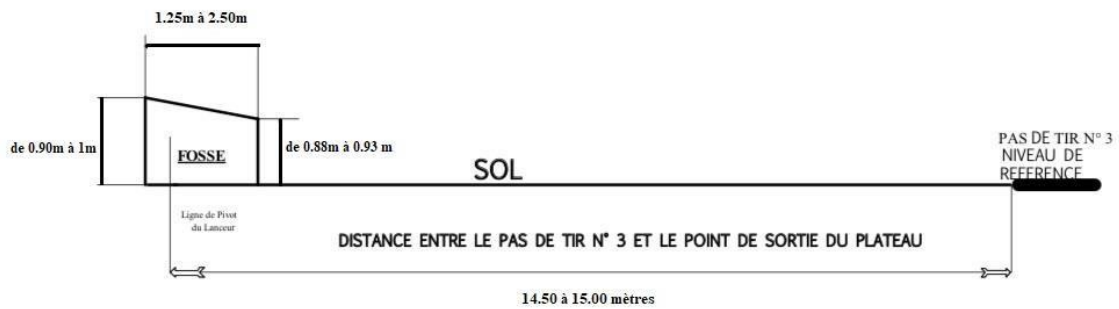 1.25m à 2.50m
de 0.90m à 1m
FOSSE
de 0.88m à 0.93 m
SOL
PAS DE TIR N° 3
NIVEAU DE
REFERENCE
Ligne de Pivot
du Lanceur
DISTANCE ENTRE LE PAS DE TIR N° 3 ET LE POINT DE SORTIE DU PLATEAU
14.50 à 15.00 mètres